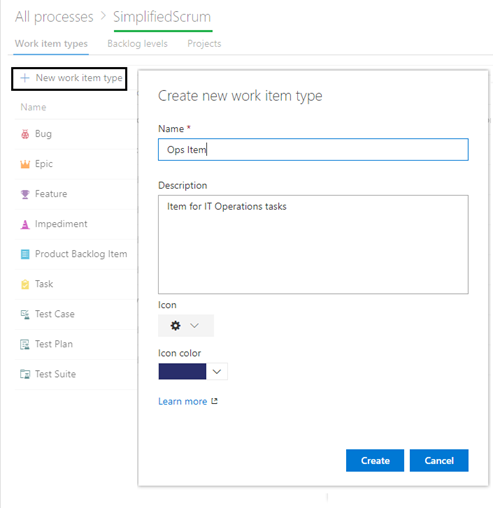 All processes > SimplifiedScrum
Work item types Backlog levels Projects
+ New work item type
Name
Bug
Epic
Feature
Impediment
Product Backlog Item
Task
Test Case
Test Plan
Test Suite
Create new work item type
Name *
Ops Item
Description
Item for IT Operations tasks
Icon
Icon color
Learn more
Create Cancel